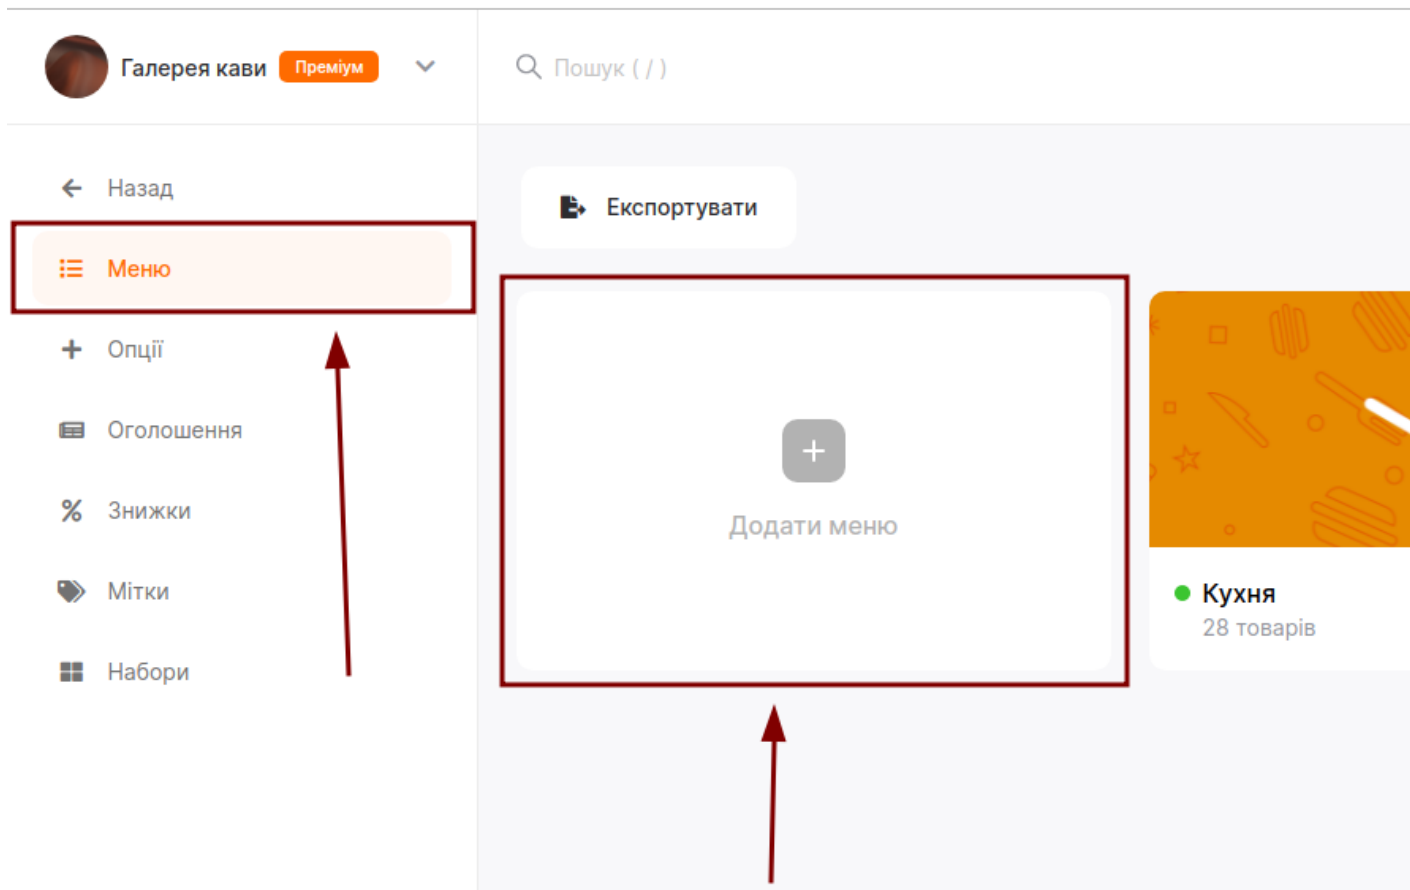 Галерея кави Преміум
Пошук ( / )
Назад
Меню
Опції
Оголошення
Знижки
Мітки
Набори
Експортувати
Додати меню
Кухня
28 товарів